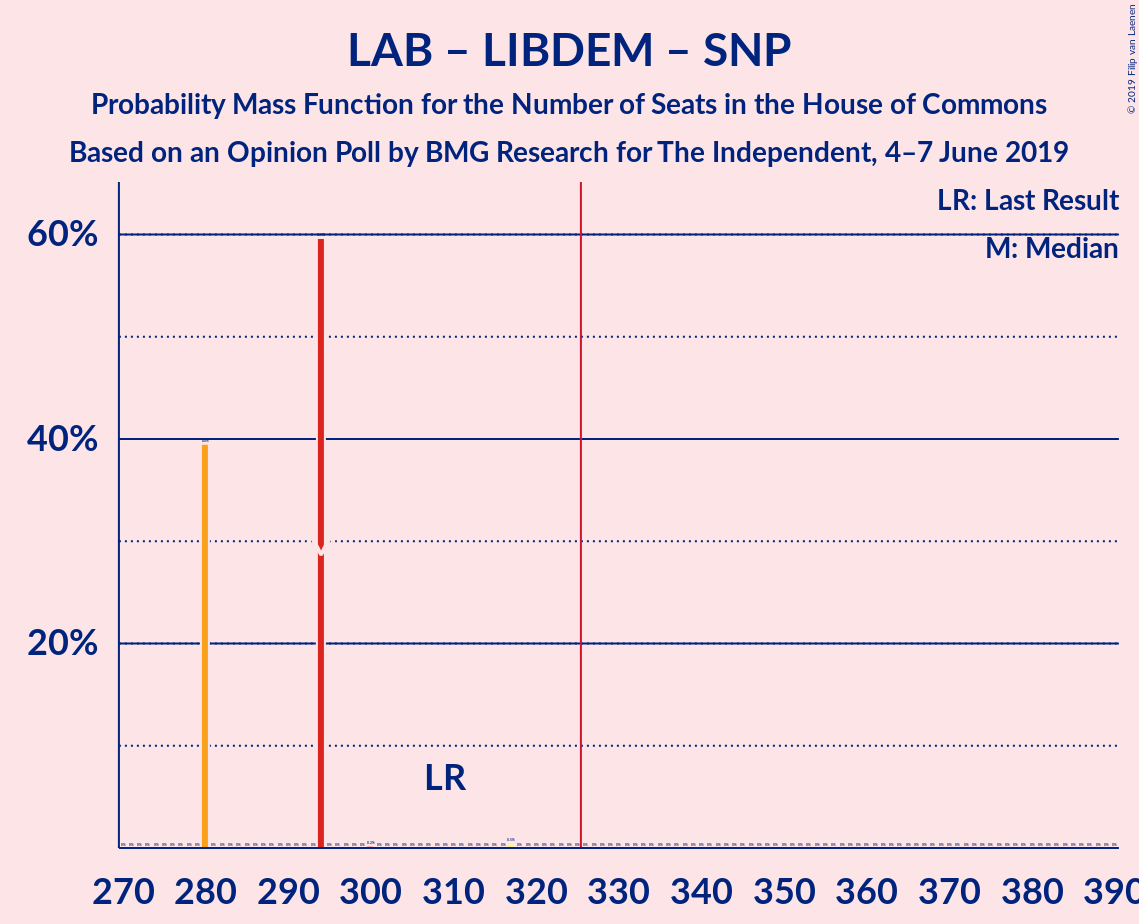 LAB – LIBDEM – SNP
Probability Mass Function for the Number of Seats in the House of Commons
Based on an Opinion Poll by BMG Research for The Independent, 4–7 June 2019
© 2019 Filip van Laenen
LR: Last Result
M: Median
60%
40%
20%
M
LR
270 280 290 300 310 320 330 340 350 360 370 380 390